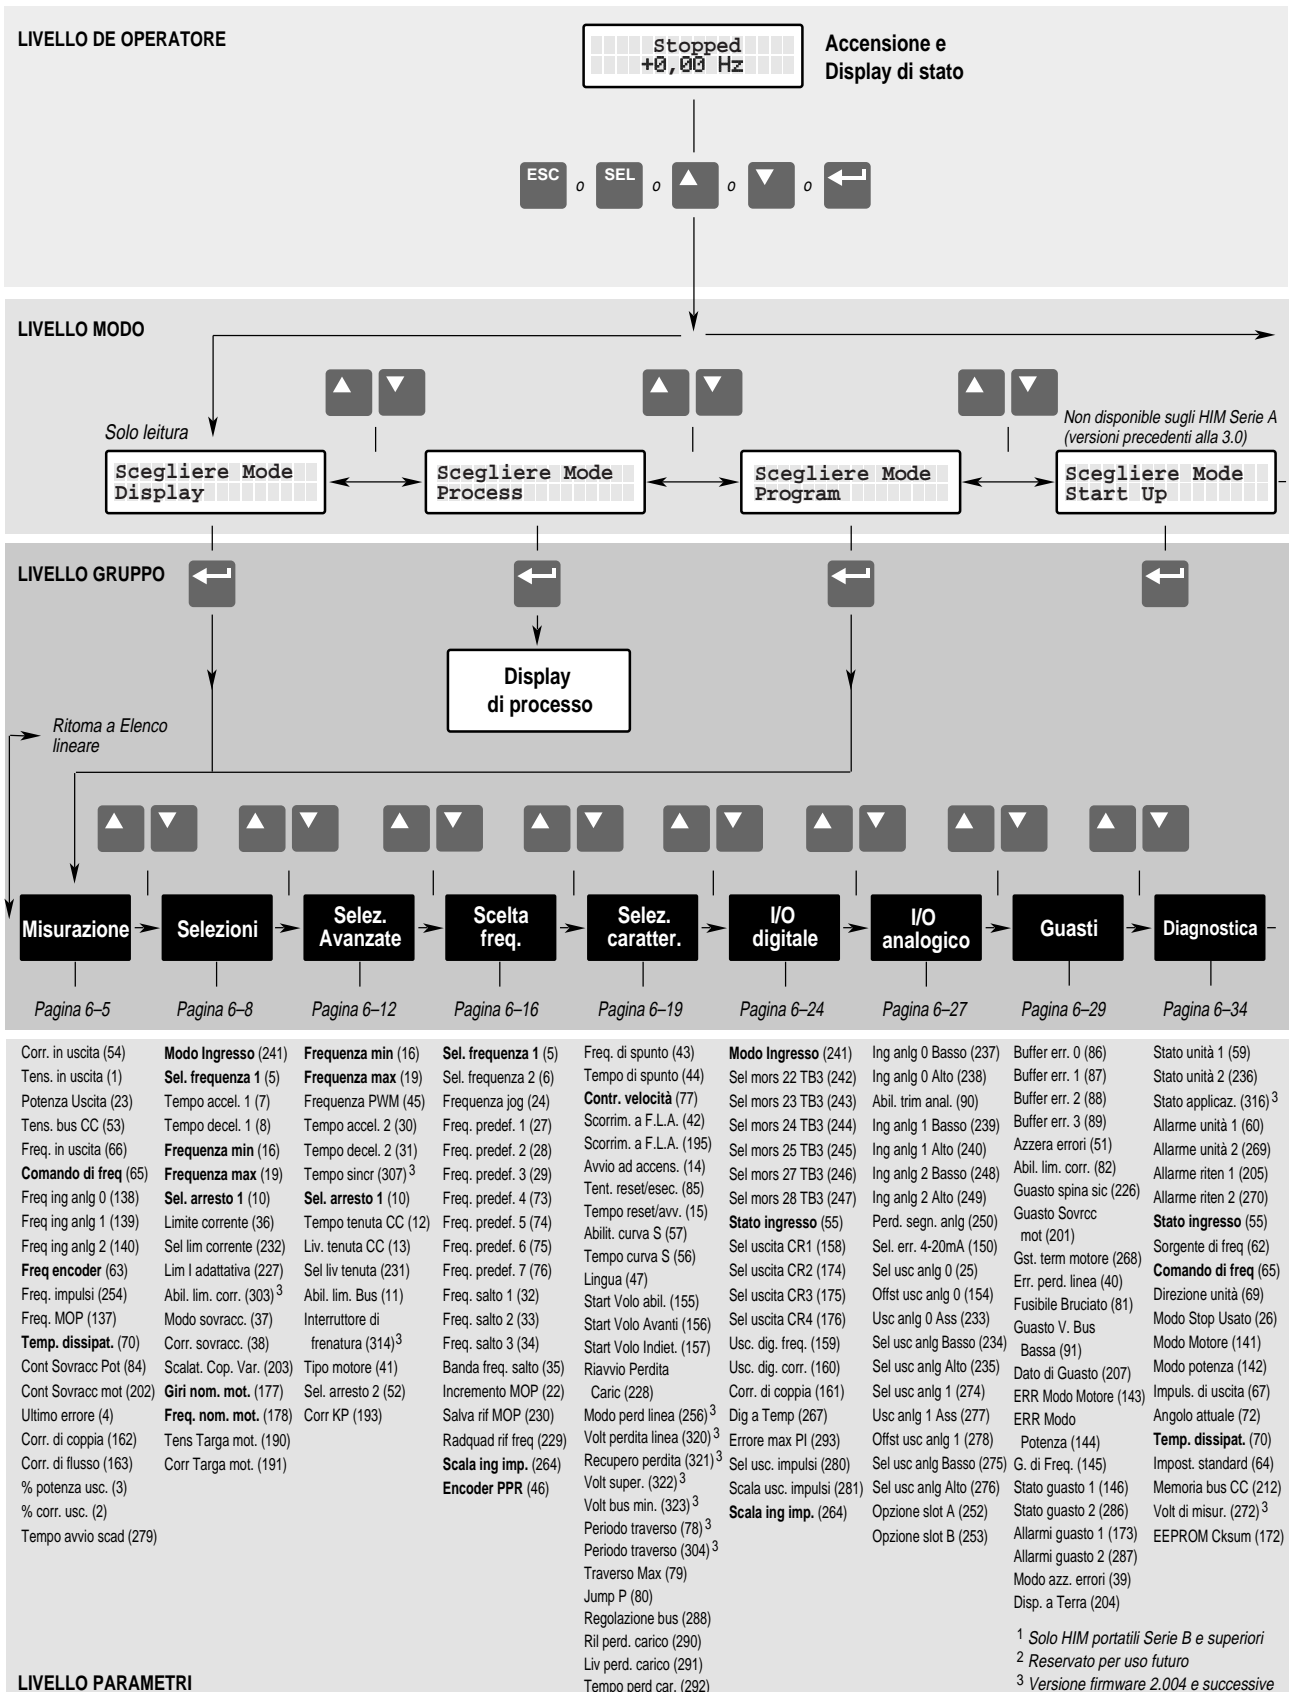 LIVELLO DE OPERATORE
Stopped
+0,00 Hz
Accensione e
Display di stato
ESC o SEL o o o
LIVELLO MODO
Solo leitura
Non disponible sugli HIM Serie A
(versioni precedenti alla 3.0)
Scegliere Mode
Display
Scegliere Mode
Process
Scegliere Mode
Program
Scegliere Mode
Start Up
LIVELLO GRUPPO
Display
di processo
Ritoma a Elenco
lineare
Misurazione
Selezioni
Selez.
Avanzate
Scelta
freq.
Selez.
caratter.
I/O
digitale
I/O
analogico
Guasti
Diagnostica
Pagina 6–5
Pagina 6–8
Pagina 6–12
Pagina 6–16
Pagina 6–19
Pagina 6–24
Pagina 6–27
Pagina 6–29
Pagina 6–34
Corr. in uscita (54)
Tens. in uscita (1)
Potenza Uscita (23)
Tens. bus CC (53)
Freq. in uscita (66)
Comando di freq (65)
Freq ing anlg 0 (138)
Freq ing anlg 1 (139)
Freq ing anlg 2 (140)
Freq encoder (63)
Freq. impulsi (254)
Freq. MOP (137)
Temp. dissipat. (70)
Cont Sovracc Pot (84)
Cont Sovracc mot (202)
Ultimo errore (4)
Corr. di coppia (162)
Corr. di flusso (163)
% potenza usc. (3)
% corr. usc. (2)
Tempo avvio scad (279)
Modo Ingresso (241)
Sel. frequenza 1 (5)
Tempo accel. 1 (7)
Tempo decel. 1 (8)
Frequenza min (16)
Frequenza max (19)
Sel. arresto 1 (10)
Limite corrente (36)
Sel lim corrente (232)
Lim I adattativa (227)
Abil. lim. corr. (303) 3
Modo sovracc. (37)
Corr. sovracc. (38)
Scalat. Cop. Var. (203)
Giri nom. mot. (177)
Freq. nom. mot. (178)
Tens Targa mot. (190)
Corr Targa mot. (191)
Frequenza min (16)
Frequenza max (19)
Frequenza PWM (45)
Tempo accel. 2 (30)
Tempo decel. 2 (31)
Tempo sincr (307) 3
Sel. arresto 1 (10)
Tempo tenuta CC (12)
Liv. tenuta CC (13)
Sel liv tenuta (231)
Abil. lim. Bus (11)
Interruttore di
frenatura (314) 3
Tipo motore (41)
Sel. arresto 2 (52)
Corr KP (193)
Sel. frequenza 1 (5)
Sel. frequenza 2 (6)
Frequenza jog (24)
Freq. predef. 1 (27)
Freq. predef. 2 (28)
Freq. predef. 3 (29)
Freq. predef. 4 (73)
Freq. predef. 5 (74)
Freq. predef. 6 (75)
Freq. predef. 7 (76)
Freq. salto 1 (32)
Freq. salto 2 (33)
Freq. salto 3 (34)
Banda freq. salto (35)
Incremento MOP (22)
Salva rif MOP (230)
Radquad rif freq (229)
Scala ing imp. (264)
Encoder PPR (46)
Freq. di spunto (43)
Tempo di spunto (44)
Contr. velocità (77)
Scorrim. a F.L.A. (42)
Scorrim. a F.L.A. (195)
Avvio ad accens. (14)
Tent. reset/esec. (85)
Tempo reset/avv. (15)
Abilit. curva S (57)
Tempo curva S (56)
Lingua (47)
Start Volo abil. (155)
Start Volo Avanti (156)
Start Volo Indiet. (157)
Riavvio Perdita
Caric (228)
Modo perd linea (256) 3
Volt perdita linea (320) 3
Recupero perdita (321) 3
Volt super. (322) 3
Volt bus min. (323) 3
Periodo traverso (78) 3
Periodo traverso (304) 3
Traverso Max (79)
Jump P (80)
Regolazione bus (288)
Ril perd. carico (290)
Liv perd. carico (291)
Tempo perd car. (292)
Modo Ingresso (241)
Sel mors 22 TB3 (242)
Sel mors 23 TB3 (243)
Sel mors 24 TB3 (244)
Sel mors 25 TB3 (245)
Sel mors 27 TB3 (246)
Sel mors 28 TB3 (247)
Stato ingresso (55)
Sel uscita CR1 (158)
Sel uscita CR2 (174)
Sel uscita CR3 (175)
Sel uscita CR4 (176)
Usc. dig. freq. (159)
Usc. dig. corr. (160)
Corr. di coppia (161)
Dig a Temp (267)
Errore max PI (293)
Sel usc. impulsi (280)
Scala usc. impulsi (281)
Scala ing imp. (264)
Ing anlg 0 Basso (237)
Ing anlg 0 Alto (238)
Abil. trim anal. (90)
Ing anlg 1 Basso (239)
Ing anlg 1 Alto (240)
Ing anlg 2 Basso (248)
Ing anlg 2 Alto (249)
Perd. segn. anlg (250)
Sel. err. 4-20mA (150)
Sel usc anlg 0 (25)
Offst usc anlg 0 (154)
Usc anlg 0 Ass (233)
Sel usc anlg Basso (234)
Sel usc anlg Alto (235)
Sel usc anlg 1 (274)
Usc anlg 1 Ass (277)
Offst usc anlg 1 (278)
Sel usc anlg Basso (275)
Sel usc anlg Alto (276)
Opzione slot A (252)
Opzione slot B (253)
Buffer err. 0 (86)
Buffer err. 1 (87)
Buffer err. 2 (88)
Buffer err. 3 (89)
Azzera errori (51)
Abil. lim. corr. (82)
Guasto spina sic (226)
Guasto Sovrcc
mot (201)
Gst. term motore (268)
Err. perd. linea (40)
Fusibile Bruciato (81)
Guasto V. Bus
Bassa (91)
Dato di Guasto (207)
ERR Modo Motore (143)
ERR Modo
Potenza (144)
G. di Freq. (145)
Stato guasto 1 (146)
Stato guasto 2 (286)
Allarmi guasto 1 (173)
Allarmi guasto 2 (287)
Modo azz. errori (39)
Disp. a Terra (204)
Stato unità 1 (59)
Stato unità 2 (236)
Stato applicaz. (316) 3
Allarme unità 1 (60)
Allarme unità 2 (269)
Allarme riten 1 (205)
Allarme riten 2 (270)
Stato ingresso (55)
Sorgente di freq (62)
Comando di freq (65)
Direzione unità (69)
Modo Stop Usato (26)
Modo Motore (141)
Modo potenza (142)
Impuls. di uscita (67)
Angolo attuale (72)
Temp. dissipat. (70)
Impost. standard (64)
Memoria bus CC (212)
Volt di misur. (272) 3
EEPROM Cksum (172)
1 Solo HIM portatili Serie B e superiori
2 Reservato per uso futuro
3 Versione firmware 2.004 e successive
LIVELLO PARAMETRI